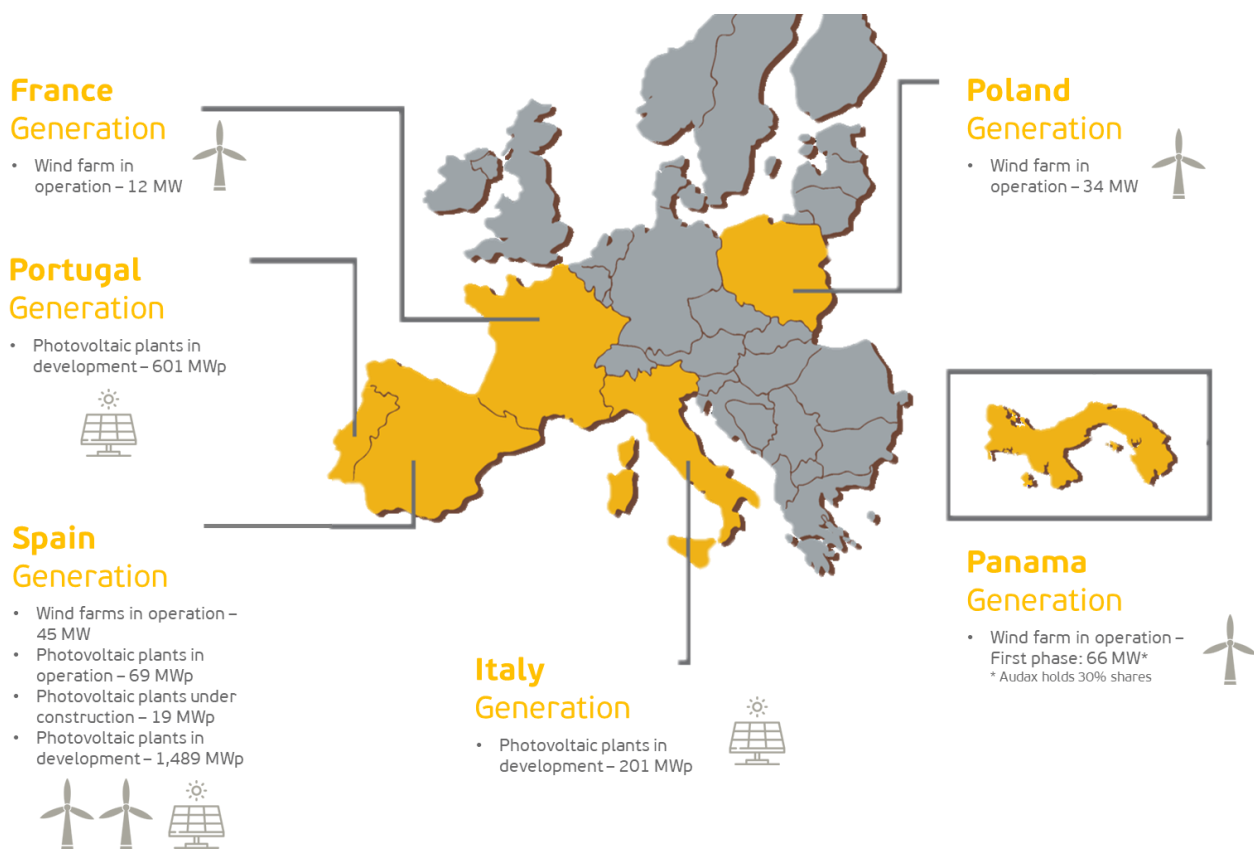 France
Generation
• Wind farm in
operation – 12 MW
Portugal
Generation
• Photovoltaic plants in
development – 601 MWp
Spain
Generation
• Wind farms in operation –
45 MW
• Photovoltaic plants in
operation – 69 MWp
• Photovoltaic plants under
construction – 19 MWp
• Photovoltaic plants in
development – 1,489 MWp
Italy
Generation
• Photovoltaic plants in
development – 201 MWp
Poland
Generation
• Wind farm in
operation – 34 MW
Panama
Generation
• Wind farm in operation –
First phase: 66 MW*
* Audax holds 30% shares